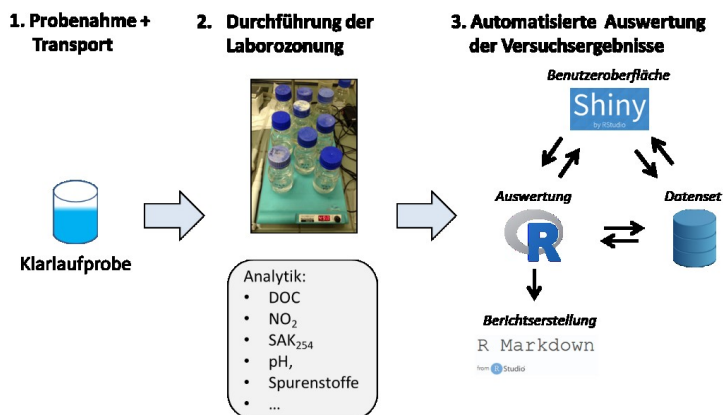 1. Probenahme +
Transport
2. Durchführung der
Laborozonung
3. Automatisierte Auswertung
der Versuchsergebnisse
Klarlaufprobe
Analytik:
• DOC
• NO₂
• SAK₂₅₄
• pH,
• Spurenstoffe
• ...
Benutzeroberfläche
Shiny
by RStudio
Auswertung
Datenset
R
Berichtserstellung
R Markdown
from R Studio